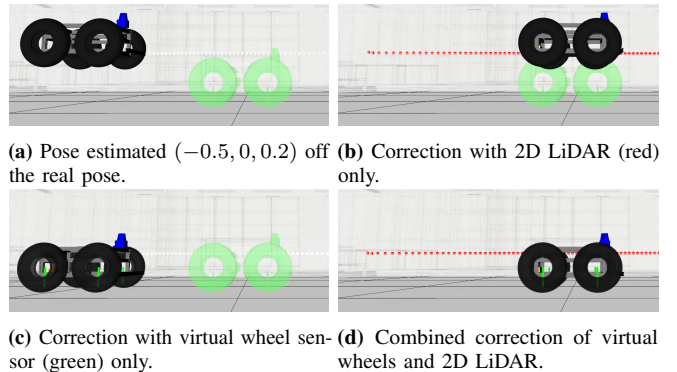 (a) Pose estimated (−0.5, 0, 0.2) off
the real pose.
(b) Correction with 2D LiDAR (red)
only.
(c) Correction with virtual wheel sen-
sor (green) only.
(d) Combined correction of virtual
wheels and 2D LiDAR.